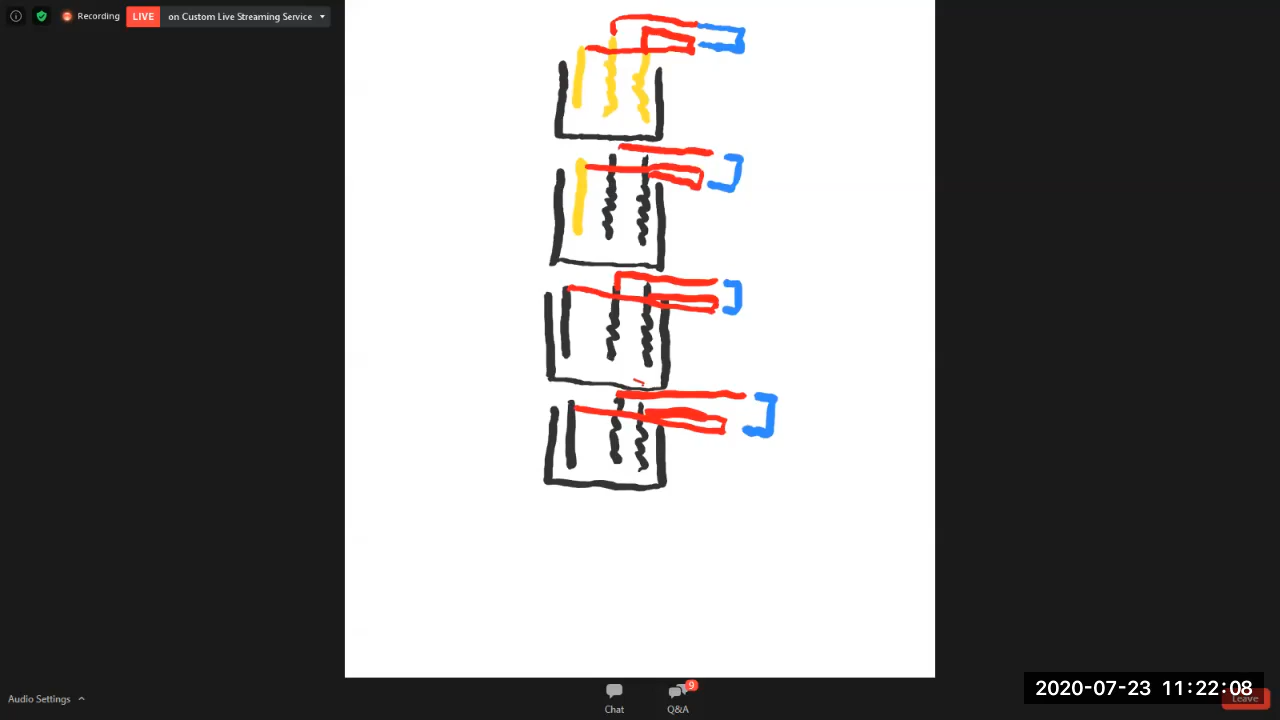 Recording LIVE on Custom Live Streaming Service
Audio Settings
Chat
9
Q&A
2020-07-23 11:22:08
Leave